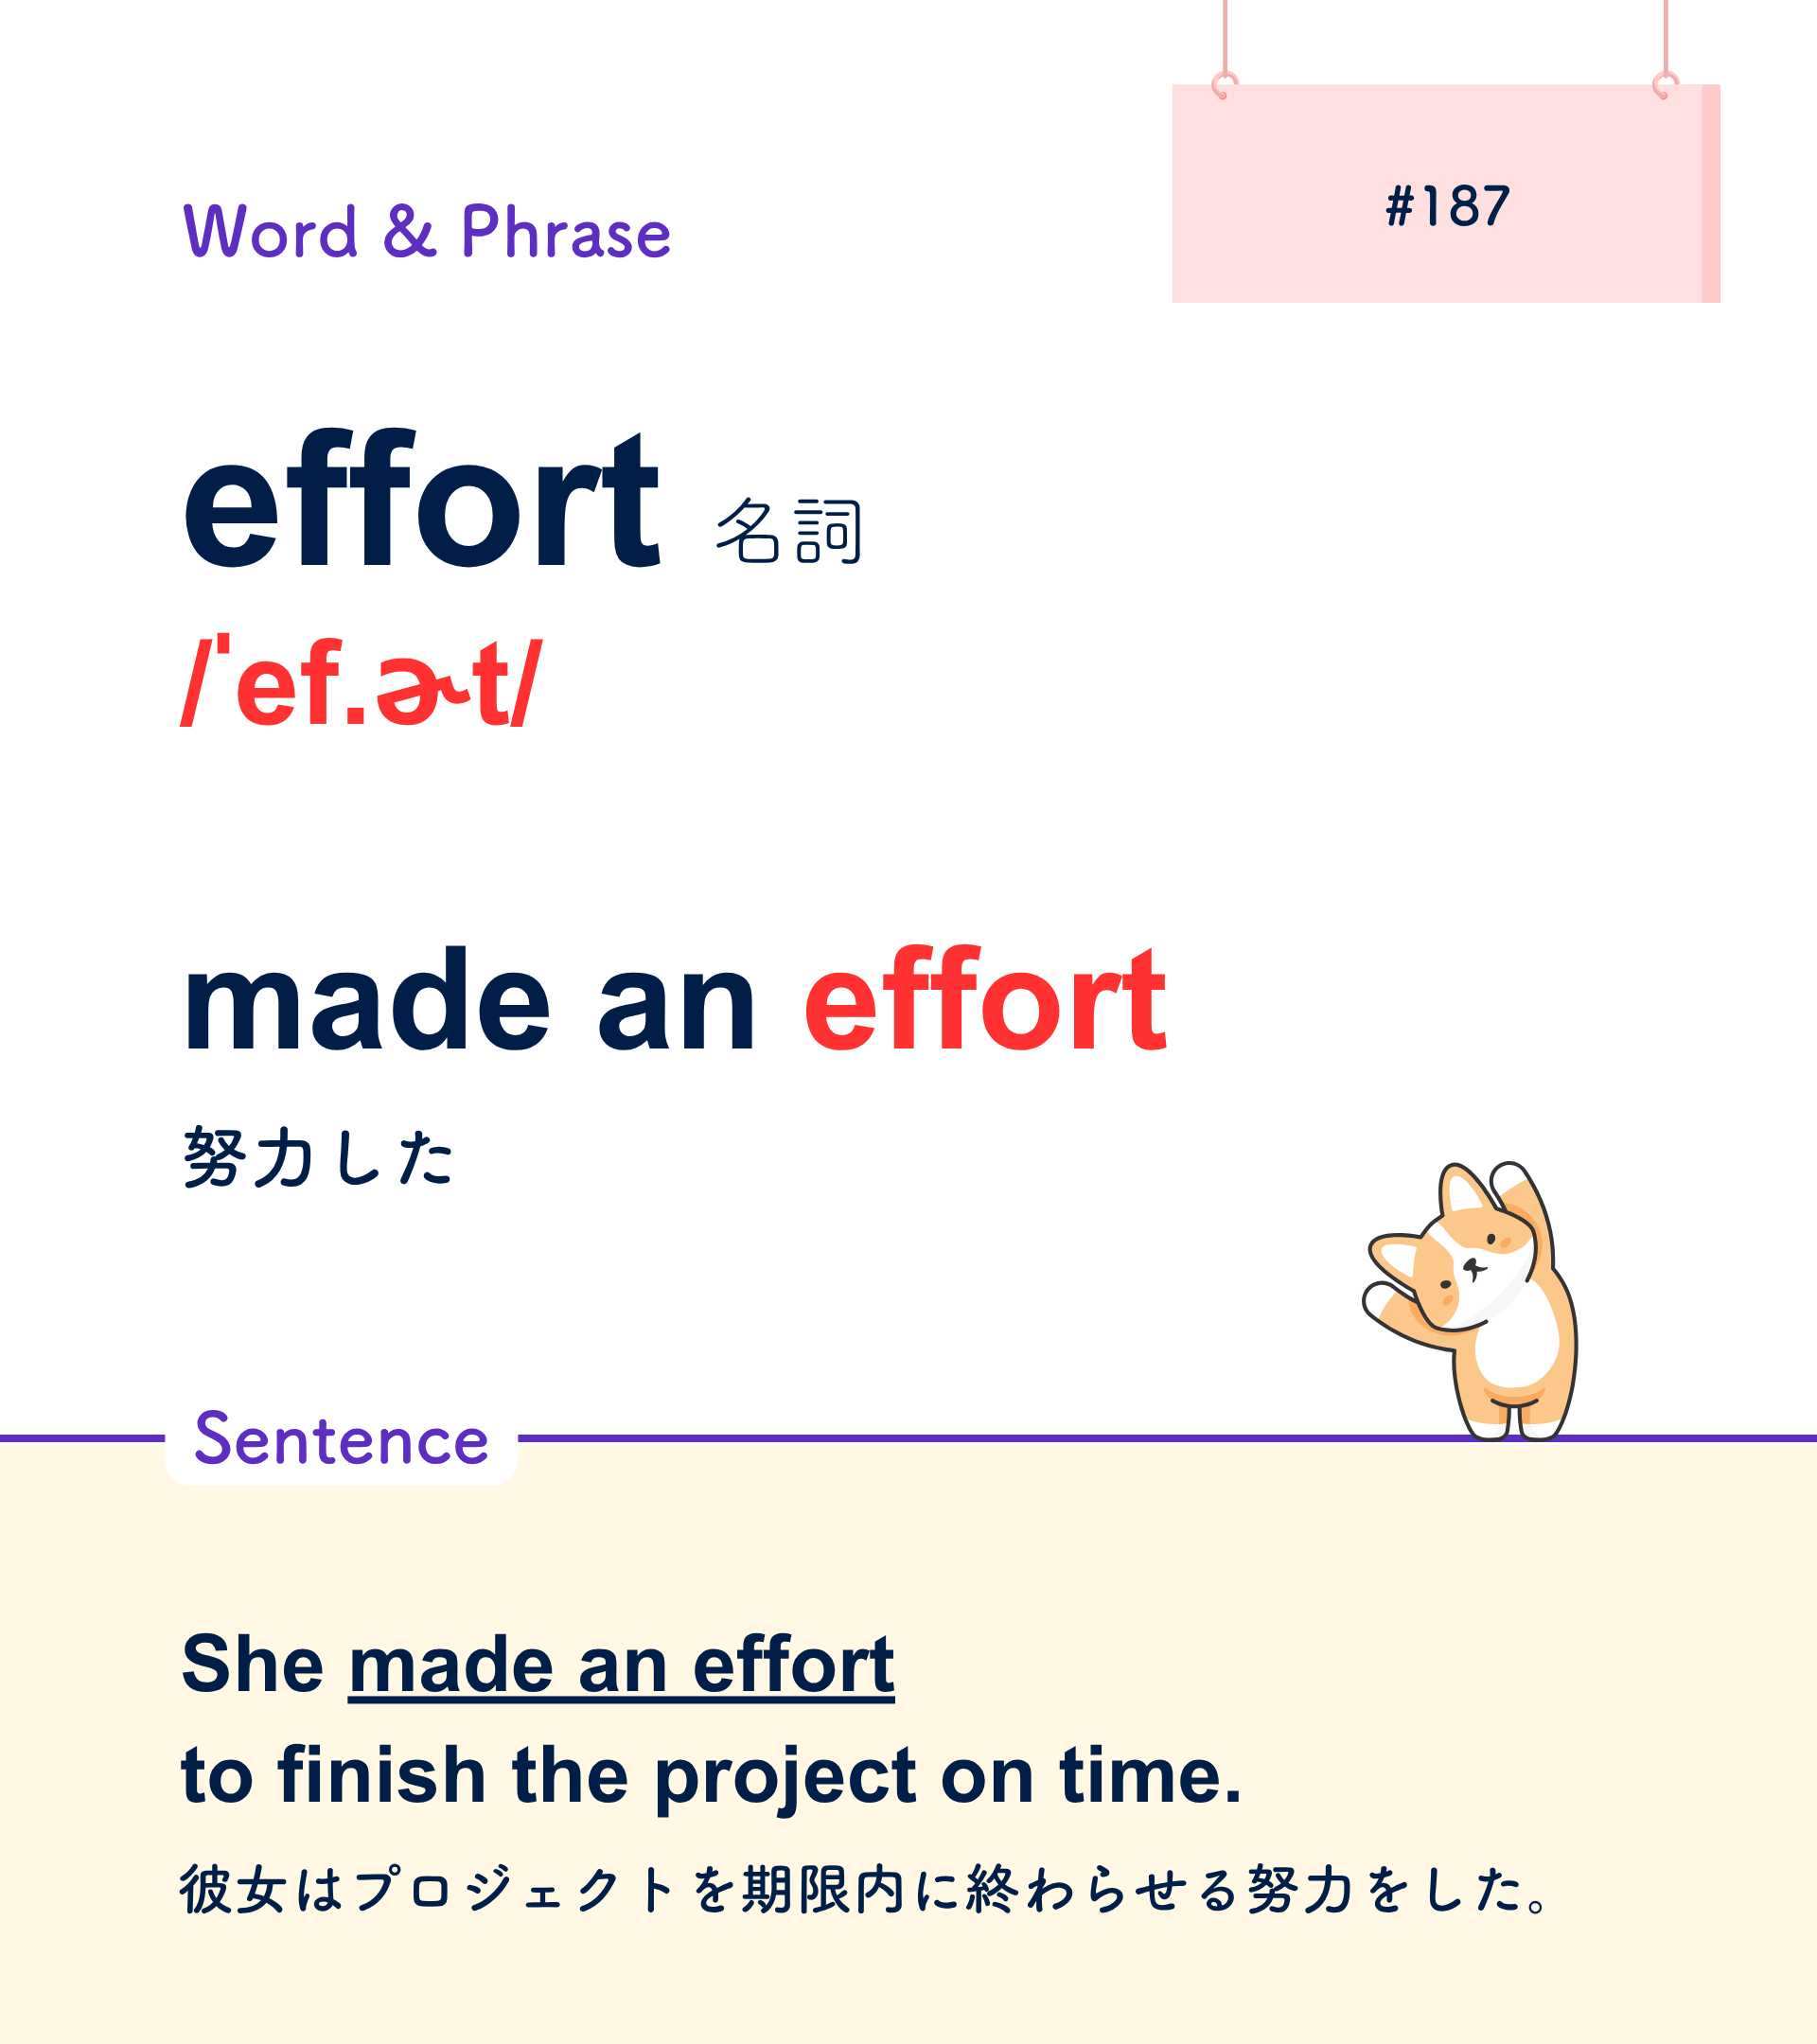 #187
Word & Phrase
effort 名詞
/ˈef.ɚt/
made an effort
努力した
Sentence
She made an effort
to finish the project on time.
彼女はプロジェクトを期限内に終わらせる努力をした。